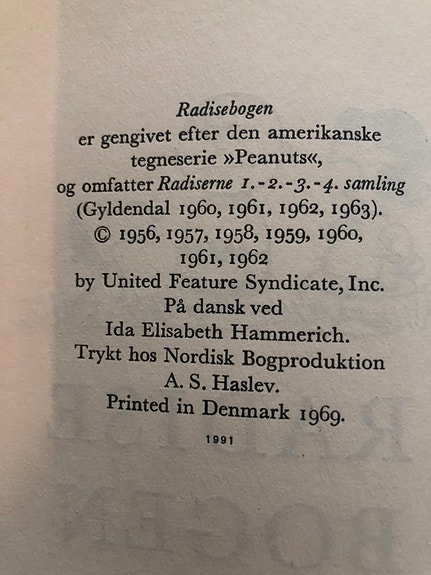 Radisebogen
er gengivet efter den amerikanske
tegneserie »Peanuts«,
og omfatter Radiserne 1.-2.-3.-4. samling
(Gyldendal 1960, 1961, 1962, 1963).
© 1956, 1957, 1958, 1959, 1960,
1961, 1962
by United Feature Syndicate, Inc.
På dansk ved
Ida Elisabeth Hammerich.
Trykt hos Nordisk Bogproduktion
A. S. Haslev.
Printed in Denmark 1969.
1991
BOGEN